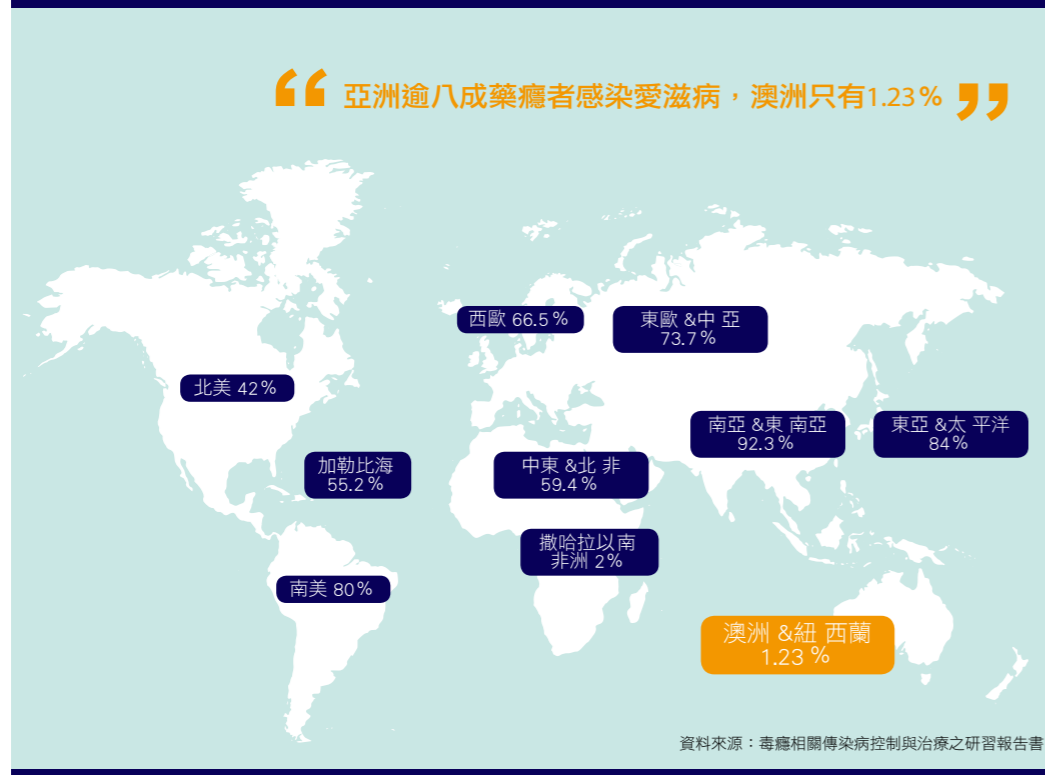 “ 亞洲逾八成藥癮者感染愛滋病，澳洲只有1.23% ”
西歐 66.5%
東歐 &中 亞
73.7%
北美 42%
南亞 &東 南亞
92.3%
東亞 &太 平洋
84%
加勒比海
55.2%
中東 &北 非
59.4%
撒哈拉以南
非洲 2%
南美 80%
澳洲 &紐 西蘭
1.23 %
資料來源：毒癮相關傳染病控制與治療之研習報告書